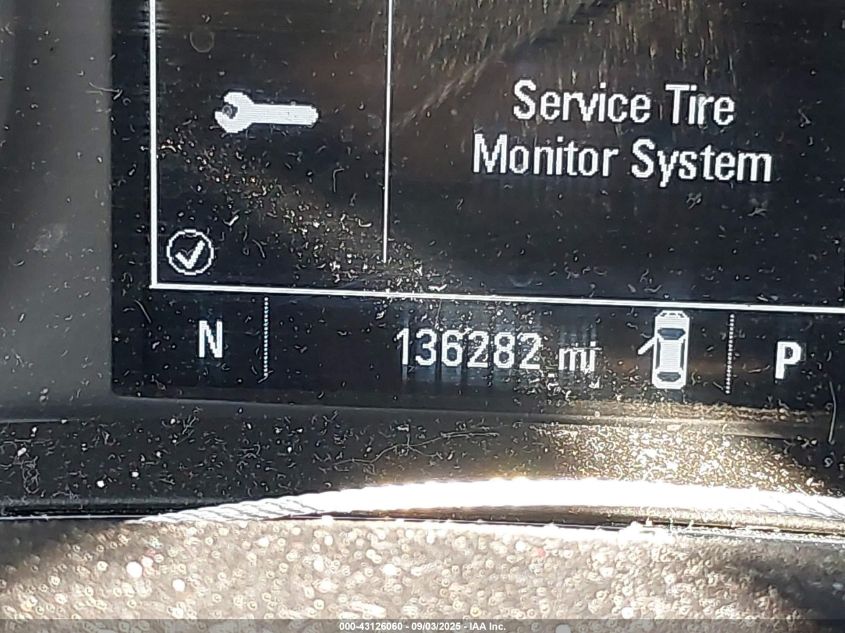 Service Tire
Monitor System
N 136282 mi P
000-43126060 - 09/03/2025 - IAA Inc.